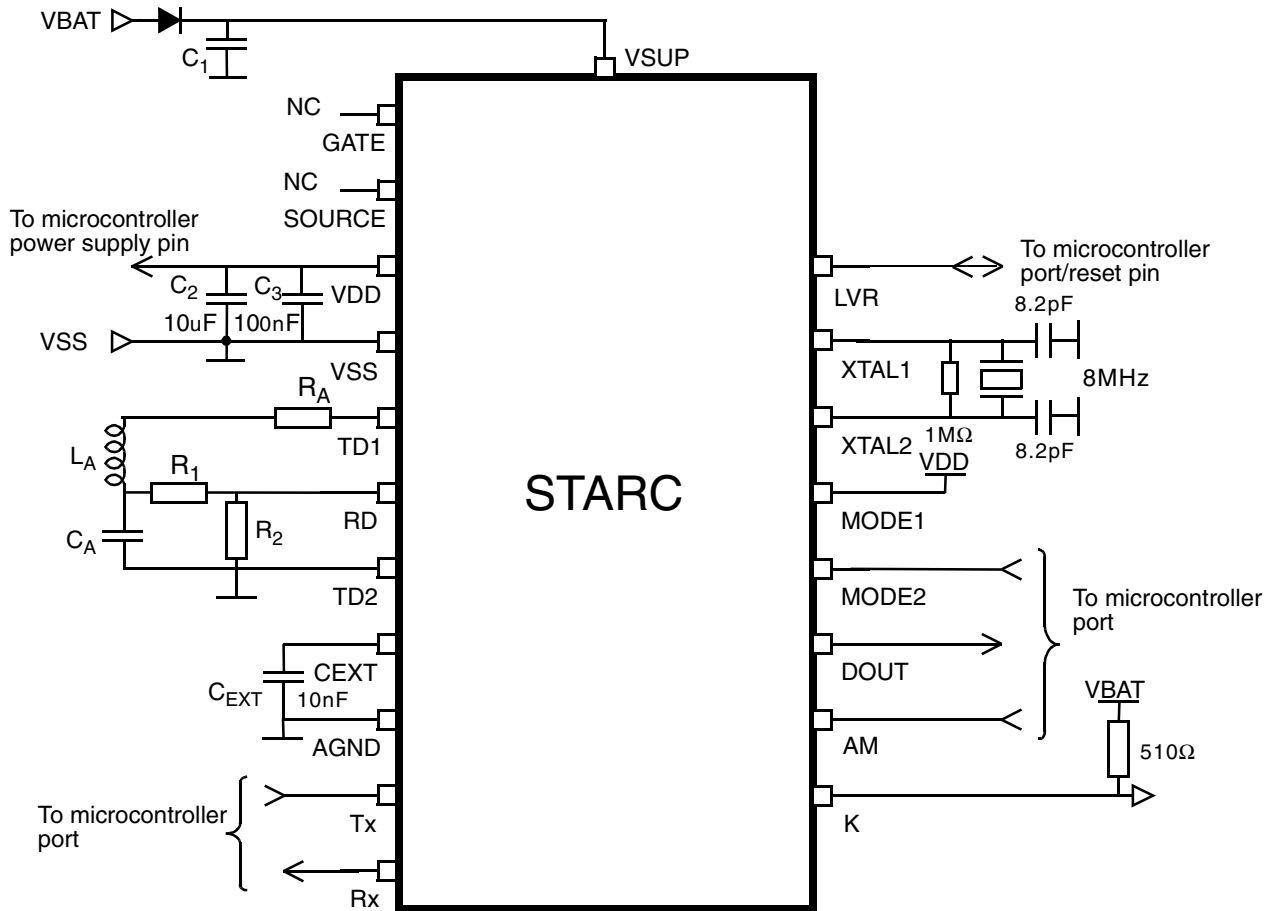 VBAT
C1
VSUP
NC
GATE
NC
SOURCE
To microcontroller
power supply pin
C2
10uF
C3
100nF
VDD
VSS
VSS
RA
TD1
LA
R1
RD
R2
CA
TD2
CEXT
CEXT
10nF
AGND
To microcontroller
port
Tx
Rx
STARC
LVR
To microcontroller
port/reset pin
8.2pF
XTAL1
8MHz
XTAL2
1MΩ
8.2pF
VDD
MODE1
MODE2
To microcontroller
port
DOUT
AM
VBAT
510Ω
K